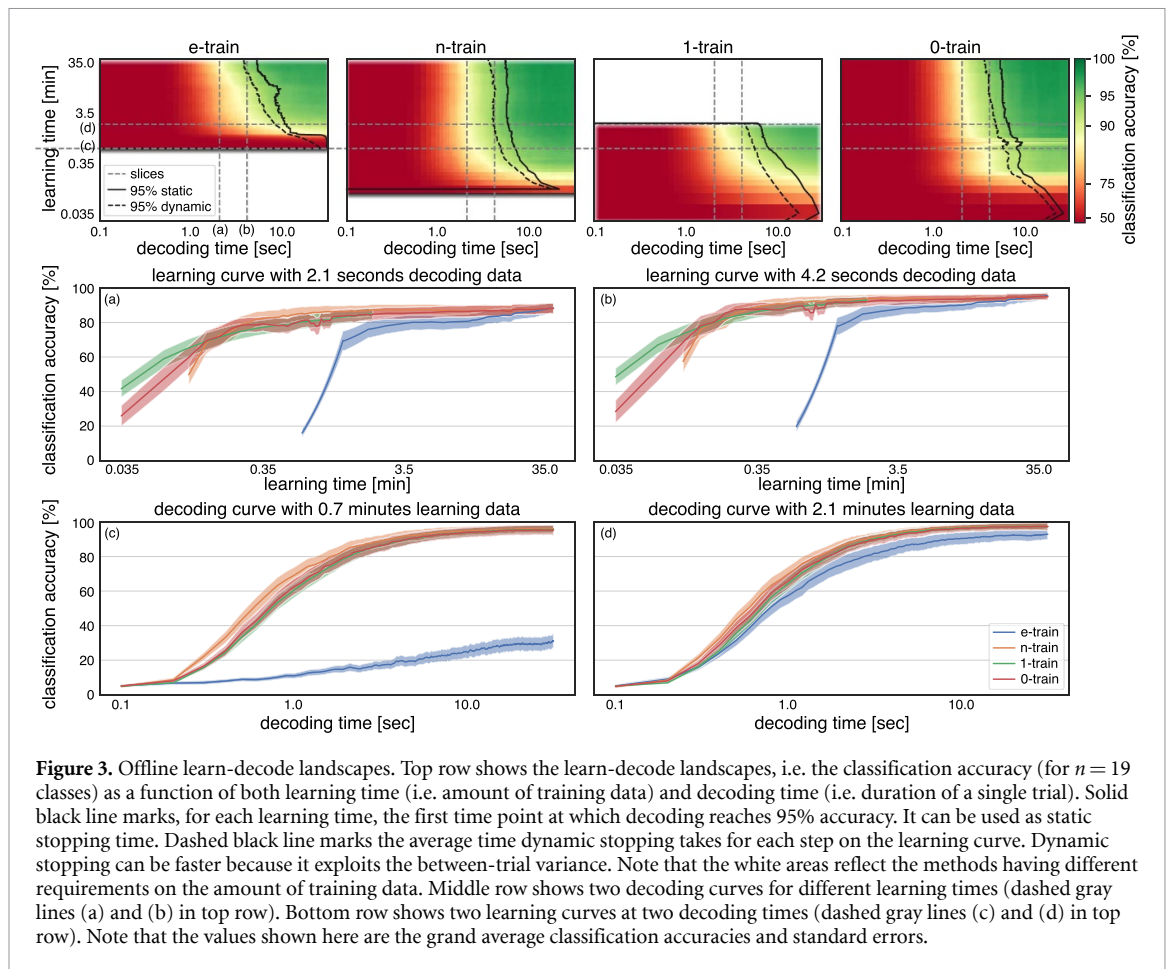 e-train n-train 1-train 0-train
learning time [min]
35.0
3.5
(d)
(c)
0.35
0.035
slices
95% static
95% dynamic
0.1 1.0 (a) (b) 10.0
decoding time [sec]
0.1 1.0 10.0
decoding time [sec]
0.1 1.0 10.0
decoding time [sec]
0.1 1.0 10.0
decoding time [sec]
100
95
90
75
50
classification accuracy [%]
learning curve with 2.1 seconds decoding data
(a)
classification accuracy [%]
100
80
60
40
20
0
0.035 0.35 3.5 35.0
learning time [min]
learning curve with 4.2 seconds decoding data
(b)
0.035 0.35 3.5 35.0
learning time [min]
decoding curve with 0.7 minutes learning data
(c)
classification accuracy [%]
100
80
60
40
20
0
0.1 1.0 10.0
decoding time [sec]
decoding curve with 2.1 minutes learning data
(d)
e-train
n-train
1-train
0-train
0.1 1.0 10.0
decoding time [sec]
Figure 3. Offline learn-decode landscapes. Top row shows the learn-decode landscapes, i.e. the classification accuracy (for n = 19
classes) as a function of both learning time (i.e. amount of training data) and decoding time (i.e. duration of a single trial). Solid
black line marks, for each learning time, the first time point at which decoding reaches 95% accuracy. It can be used as static
stopping time. Dashed black line marks the average time dynamic stopping takes for each step on the learning curve. Dynamic
stopping can be faster because it exploits the between-trial variance. Note that the white areas reflect the methods having different
requirements on the amount of training data. Middle row shows two decoding curves for different learning times (dashed gray
lines (a) and (b) in top row). Bottom row shows two learning curves at two decoding times (dashed gray lines (c) and (d) in top
row). Note that the values shown here are the grand average classification accuracies and standard errors.